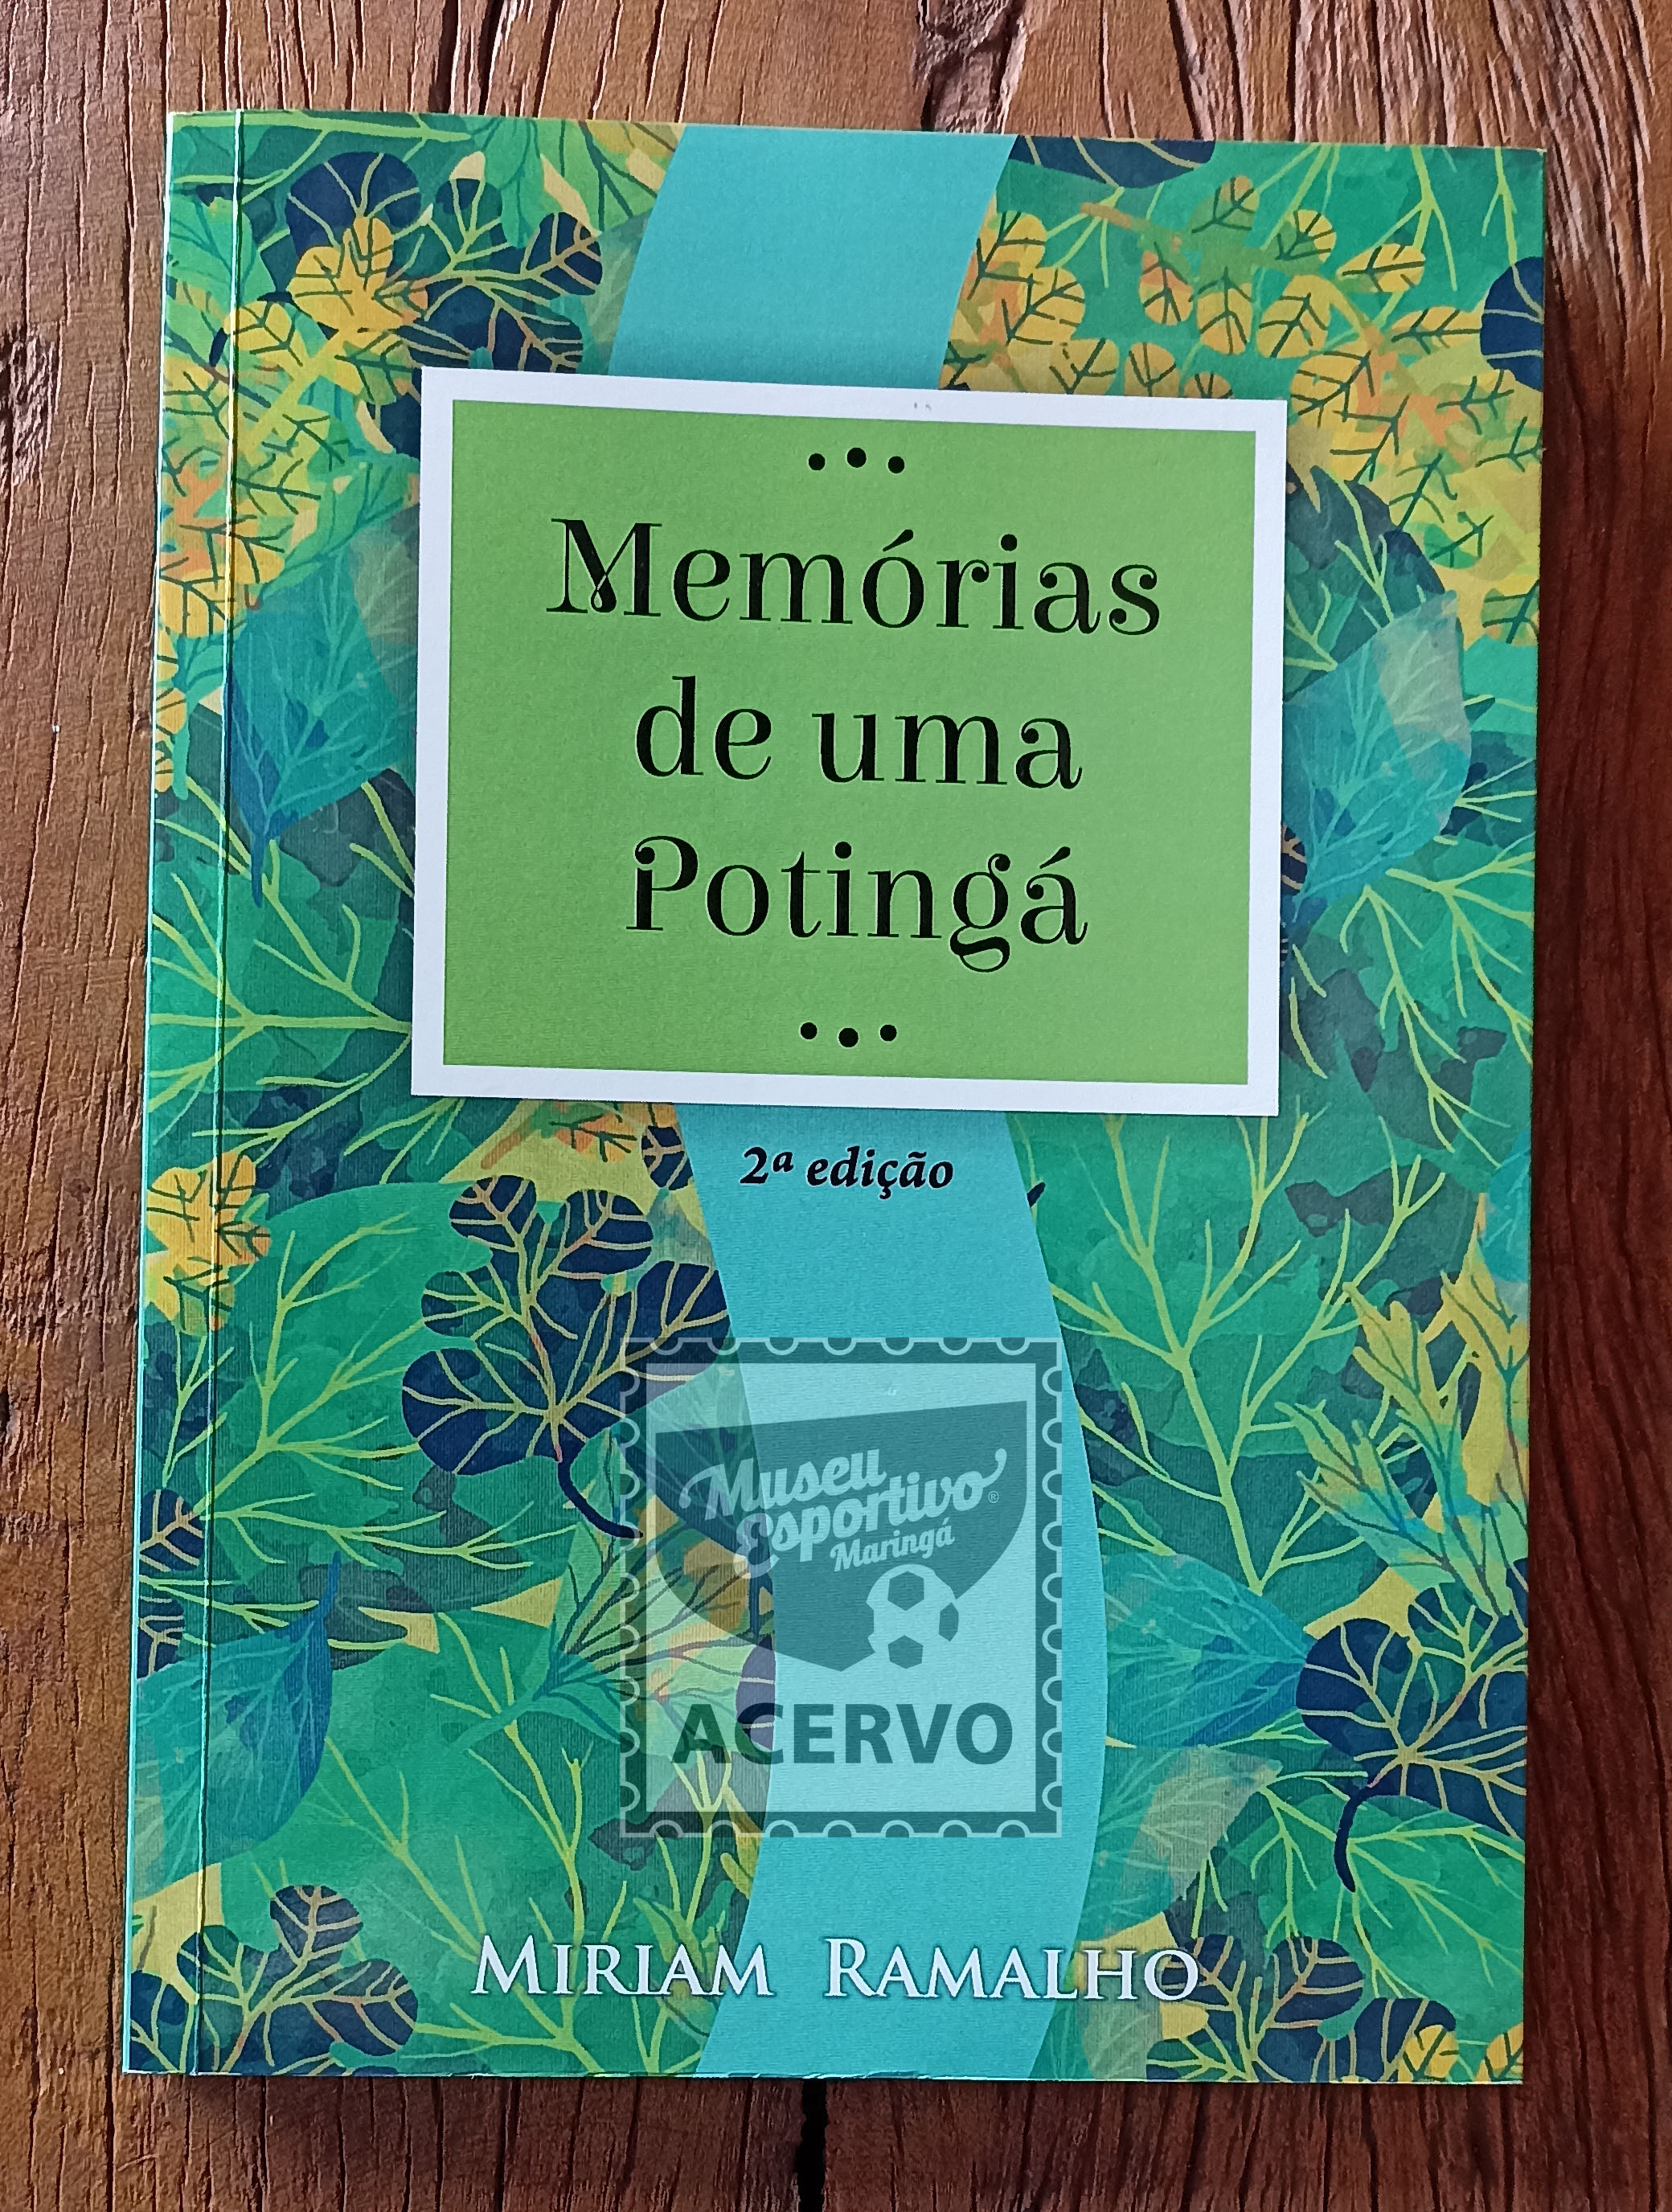 Memórias
de uma
Potingá
2ª edição
Museu
Esportivo®
Maringá
ACERVO
MIRIAM RAMALHO